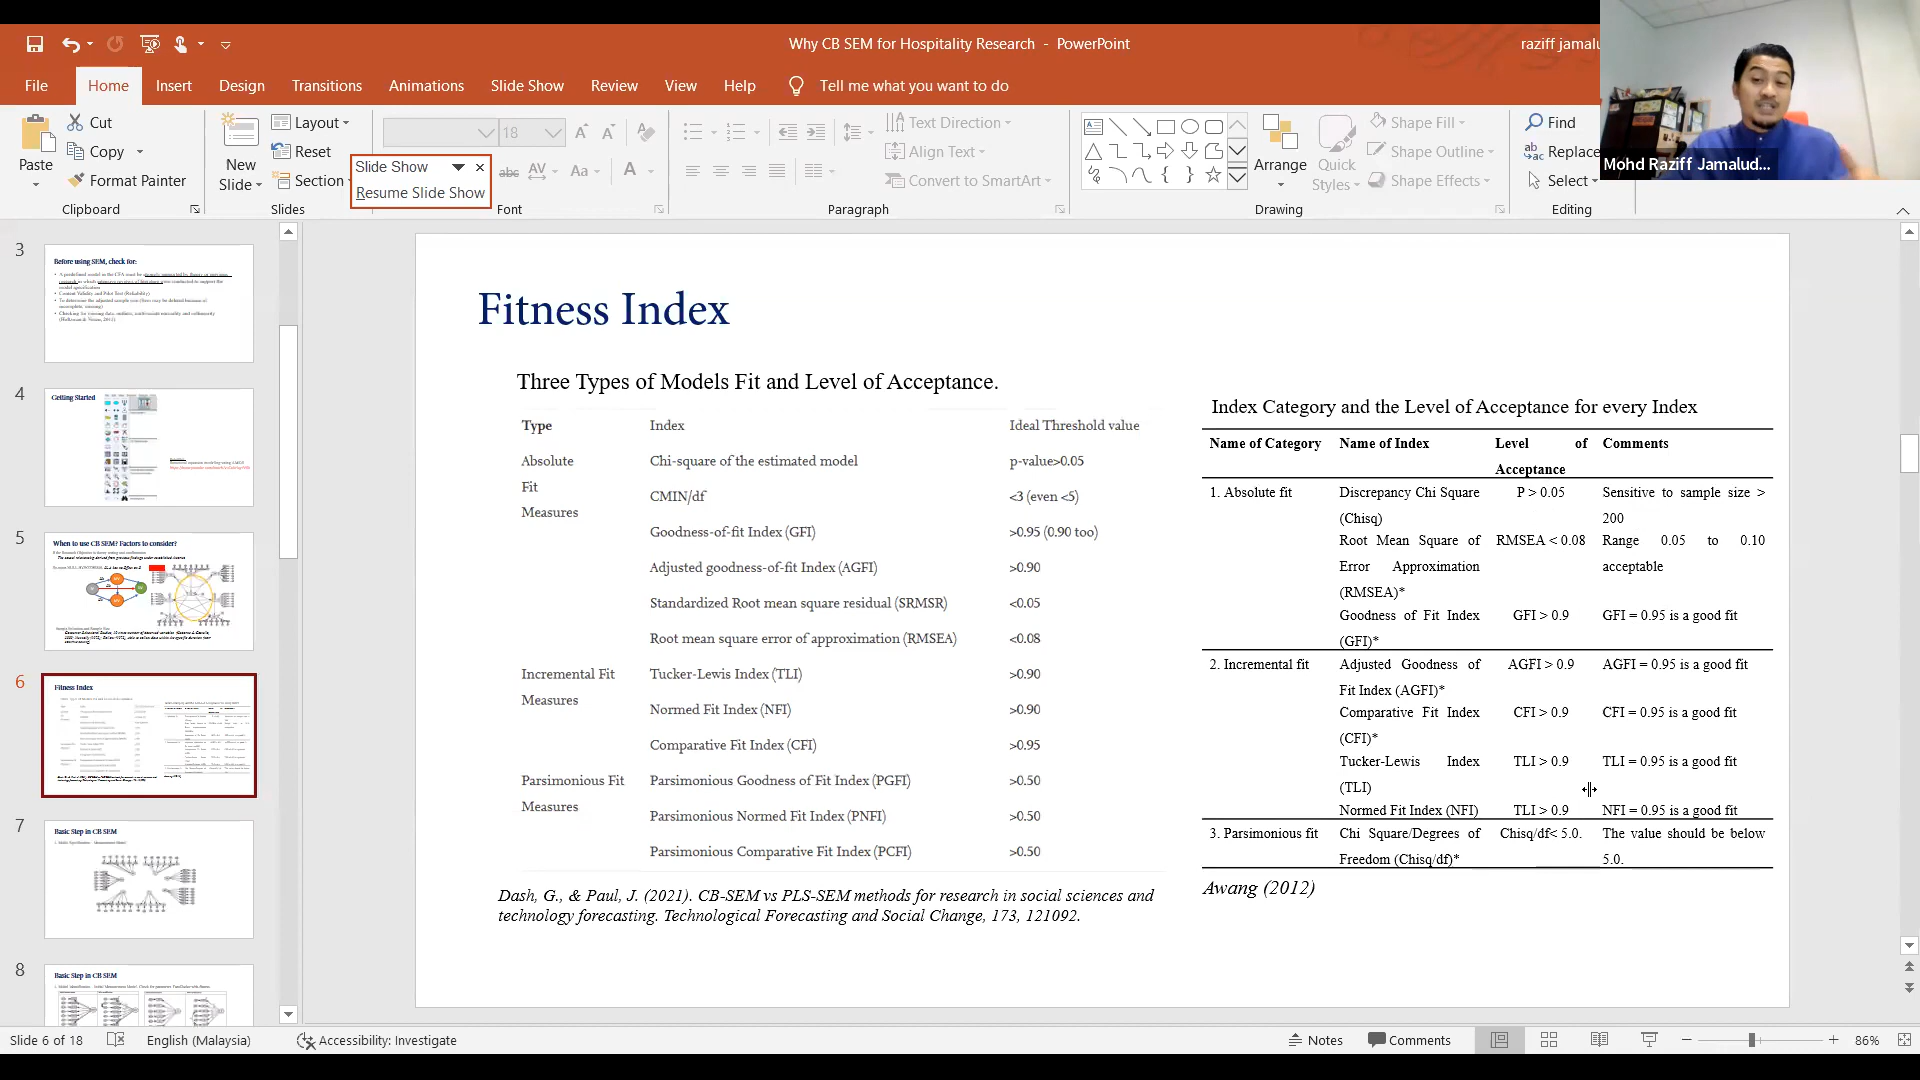 Why CB SEM for Hospitality Research - PowerPoint
raziff jamalu
File Home Insert Design Transitions Animations Slide Show Review View Help Tell me what you want to do
Paste
Cut
Copy
Format Painter
Clipboard
New
Slide
Layout
Reset
Section
Slides
Slide Show
Resume Slide Show
18
abc AV Aa A
Font
Text Direction
Align Text
Convert to SmartArt
Paragraph
Arrange
Quick
Styles
Shape Fill
Shape Outline
Shape Effects
Drawing
Find
Replace
Select
Editing
Mohd Raziff Jamalud...
3
Before using SEM, check for:
4
Getting Started
5
When to use CB SEM? Factors to consider?
6
Fitness Index
7
Basic Step in CB SEM
8
Basic Step in CB SEM
Fitness Index
Three Types of Models Fit and Level of Acceptance.
Type Index Ideal Threshold value
Absolute Chi-square of the estimated model p-value>0.05
Fit CMIN/df <3 (even <5)
Measures
Goodness-of-fit Index (GFI) >0.95 (0.90 too)
Adjusted goodness-of-fit Index (AGFI) >0.90
Standardized Root mean square residual (SRMSR) <0.05
Root mean square error of approximation (RMSEA) <0.08
Incremental Fit Tucker-Lewis Index (TLI) >0.90
Measures
Normed Fit Index (NFI) >0.90
Comparative Fit Index (CFI) >0.95
Parsimonious Fit Parsimonious Goodness of Fit Index (PGFI) >0.50
Measures
Parsimonious Normed Fit Index (PNFI) >0.50
Parsimonious Comparative Fit Index (PCFI) >0.50
Dash, G., & Paul, J. (2021). CB-SEM vs PLS-SEM methods for research in social sciences and
technology forecasting. Technological Forecasting and Social Change, 173, 121092.
Index Category and the Level of Acceptance for every Index
Name of Category Name of Index Level of Comments
Acceptance
1. Absolute fit Discrepancy Chi Square P > 0.05 Sensitive to sample size >
(Chisq) 200
Root Mean Square of RMSEA < 0.08 Range 0.05 to 0.10
Error Approximation acceptable
(RMSEA)*
Goodness of Fit Index GFI > 0.9 GFI = 0.95 is a good fit
(GFI)*
2. Incremental fit Adjusted Goodness of AGFI > 0.9 AGFI = 0.95 is a good fit
Fit Index (AGFI)*
Comparative Fit Index CFI > 0.9 CFI = 0.95 is a good fit
(CFI)*
Tucker-Lewis Index TLI > 0.9 TLI = 0.95 is a good fit
(TLI)
Normed Fit Index (NFI) TLI > 0.9 NFI = 0.95 is a good fit
3. Parsimonious fit Chi Square/Degrees of Chisq/df< 5.0. The value should be below
Freedom (Chisq/df)* 5.0.
Awang (2012)
Slide 6 of 18 English (Malaysia) Accessibility: Investigate Notes Comments 86%